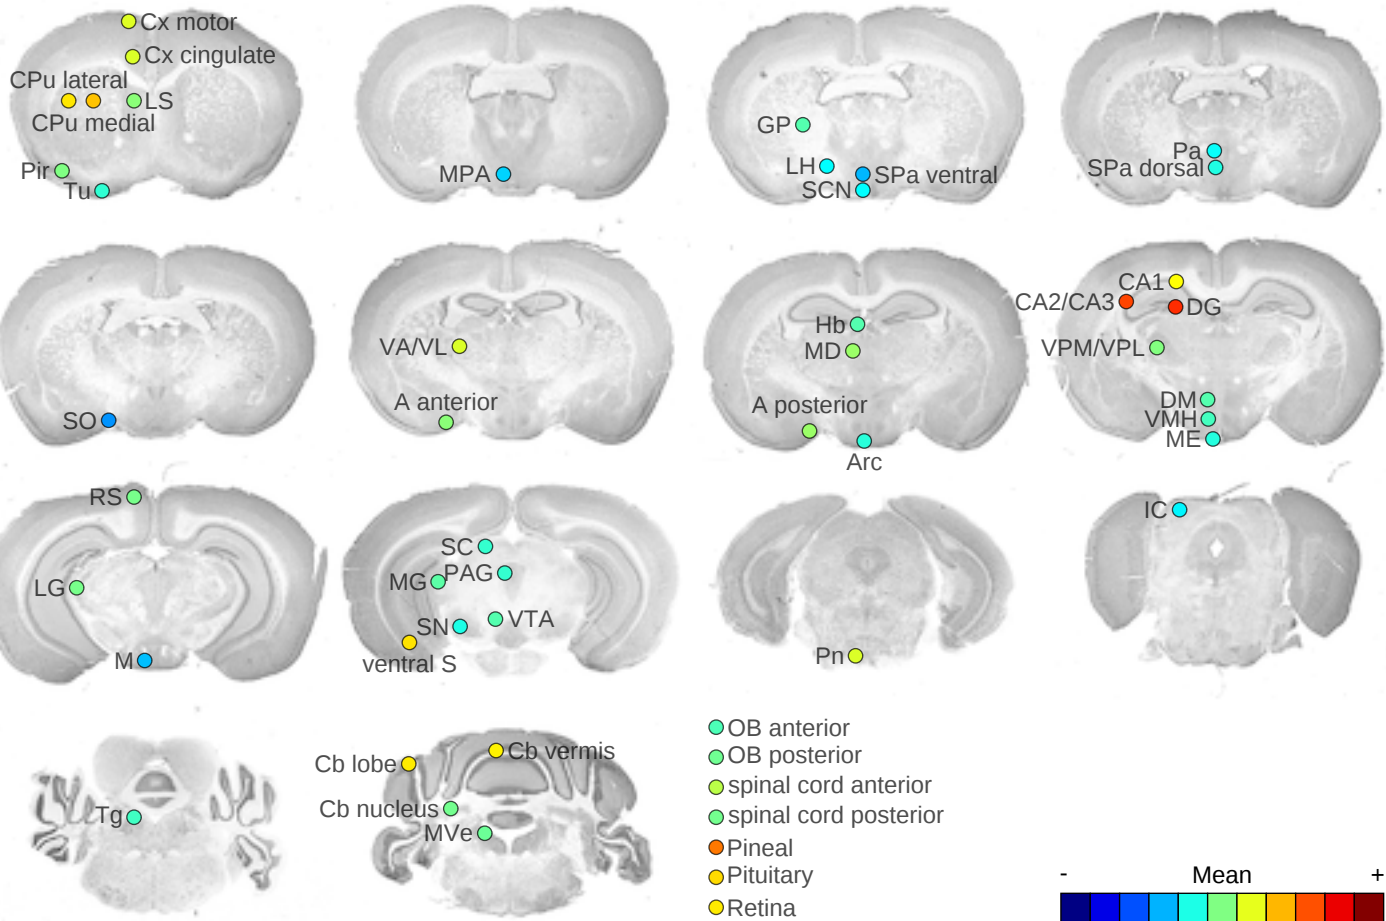 Cx motor
Cx cingulate
CPu lateral
LS
CPu medial
Pir
Tu
MPA
GP
LH
SPa ventral
SCN
Pa
SPa dorsal
SO
VA/VL
A anterior
Hb
MD
A posterior
Arc
CA1
CA2/CA3
DG
VPM/VPL
DM
VMH
ME
RS
LG
M
SC
MG
PAG
SN
VTA
ventral S
Pn
IC
Tg
Cb lobe
Cb vermis
Cb nucleus
MVe
OB anterior
OB posterior
spinal cord anterior
spinal cord posterior
Pineal
Pituitary
Retina
- Mean +